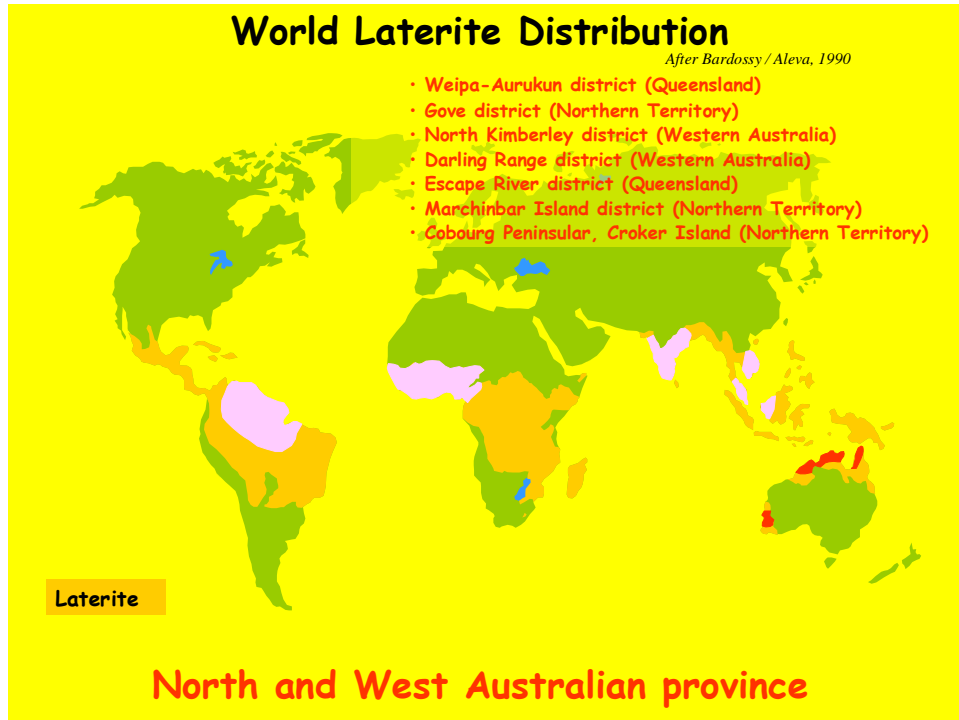 World Laterite Distribution
After Bardossy / Aleva, 1990
• Weipa-Aurukun district (Queensland)
• Gove district (Northern Territory)
• North Kimberley district (Western Australia)
• Darling Range district (Western Australia)
• Escape River district (Queensland)
• Marchinbar Island district (Northern Territory)
• Cobourg Peninsular, Croker Island (Northern Territory)
Laterite
North and West Australian province